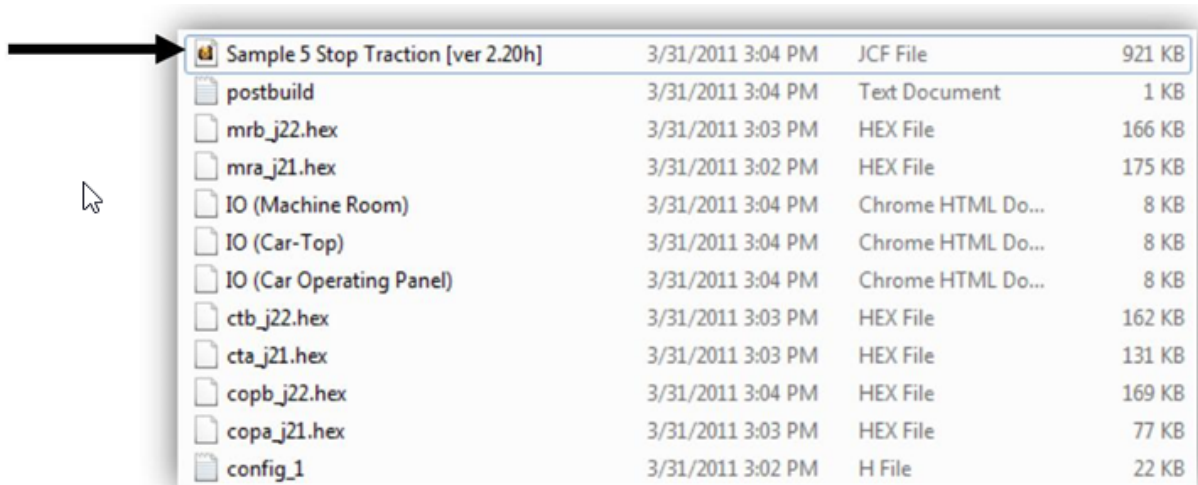 Sample 5 Stop Traction [ver 2.20h] 3/31/2011 3:04 PM JCF File 921 KB
postbuild 3/31/2011 3:04 PM Text Document 1 KB
mrb_j22.hex 3/31/2011 3:03 PM HEX File 166 KB
mra_j21.hex 3/31/2011 3:02 PM HEX File 175 KB
IO (Machine Room) 3/31/2011 3:04 PM Chrome HTML Do... 8 KB
IO (Car-Top) 3/31/2011 3:04 PM Chrome HTML Do... 8 KB
IO (Car Operating Panel) 3/31/2011 3:04 PM Chrome HTML Do... 8 KB
ctb_j22.hex 3/31/2011 3:03 PM HEX File 162 KB
cta_j21.hex 3/31/2011 3:03 PM HEX File 131 KB
copb_j22.hex 3/31/2011 3:04 PM HEX File 169 KB
copa_j21.hex 3/31/2011 3:03 PM HEX File 77 KB
config_1 3/31/2011 3:02 PM H File 22 KB